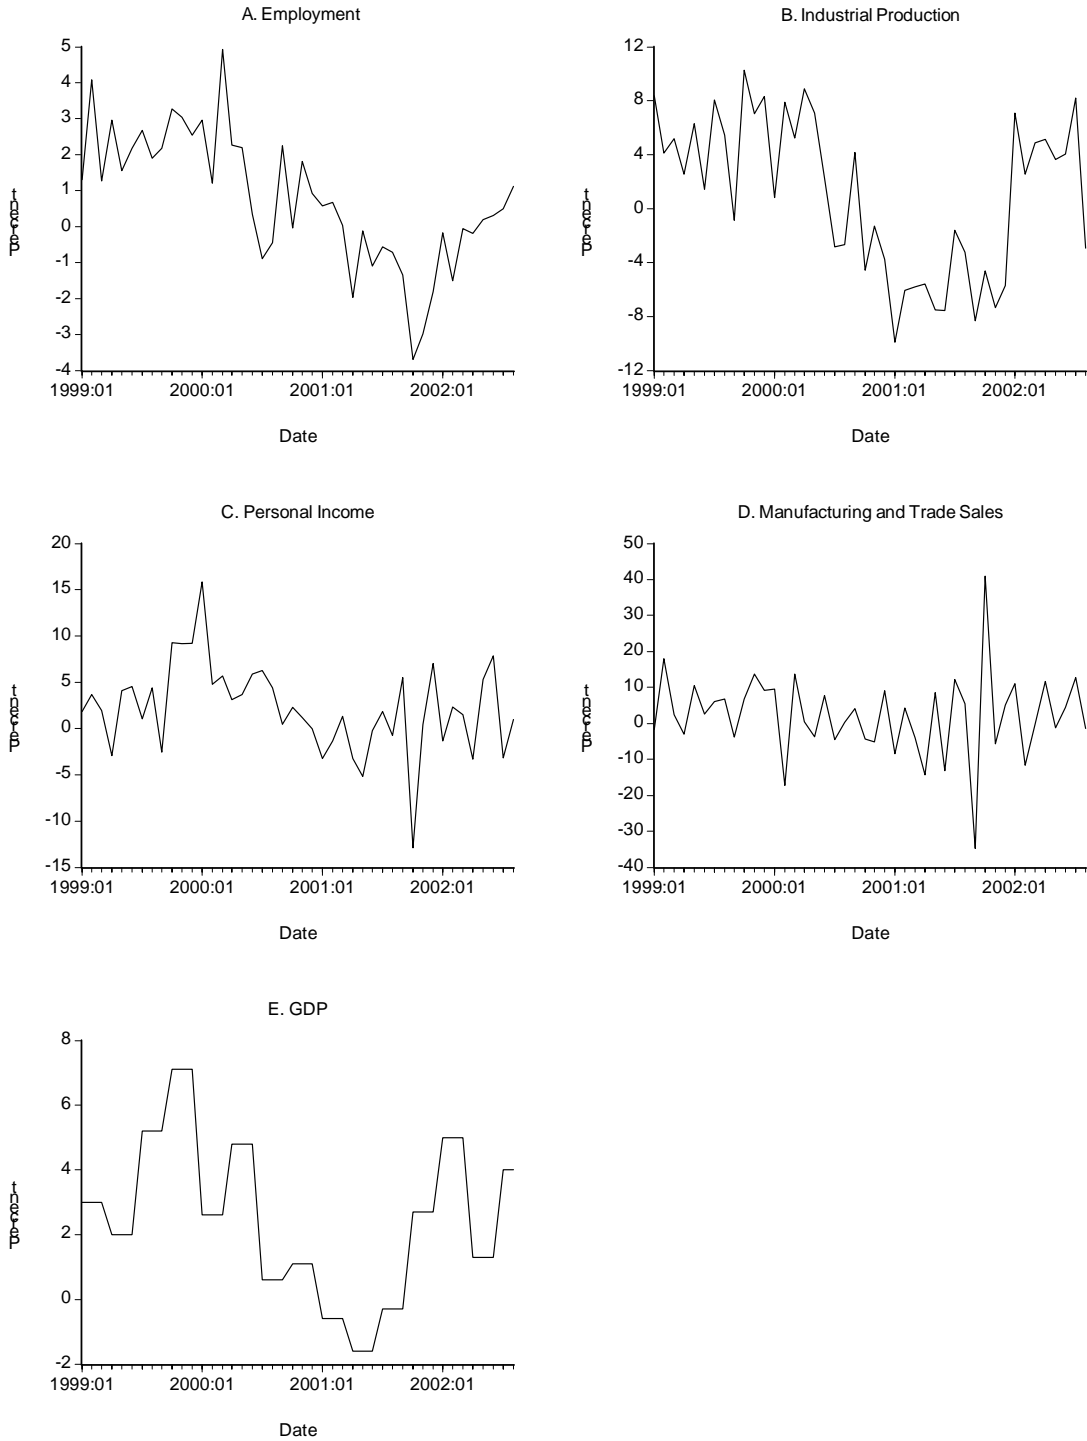 A. Employment
5
4
3
2
1
0
-1
-2
-3
-4
Percent
1999:01 2000:01 2001:01 2002:01
Date
B. Industrial Production
12
8
4
0
-4
-8
-12
Percent
1999:01 2000:01 2001:01 2002:01
Date
C. Personal Income
20
15
10
5
0
-5
-10
-15
Percent
1999:01 2000:01 2001:01 2002:01
Date
D. Manufacturing and Trade Sales
50
40
30
20
10
0
-10
-20
-30
-40
Percent
1999:01 2000:01 2001:01 2002:01
Date
E. GDP
8
6
4
2
0
-2
Percent
1999:01 2000:01 2001:01 2002:01
Date